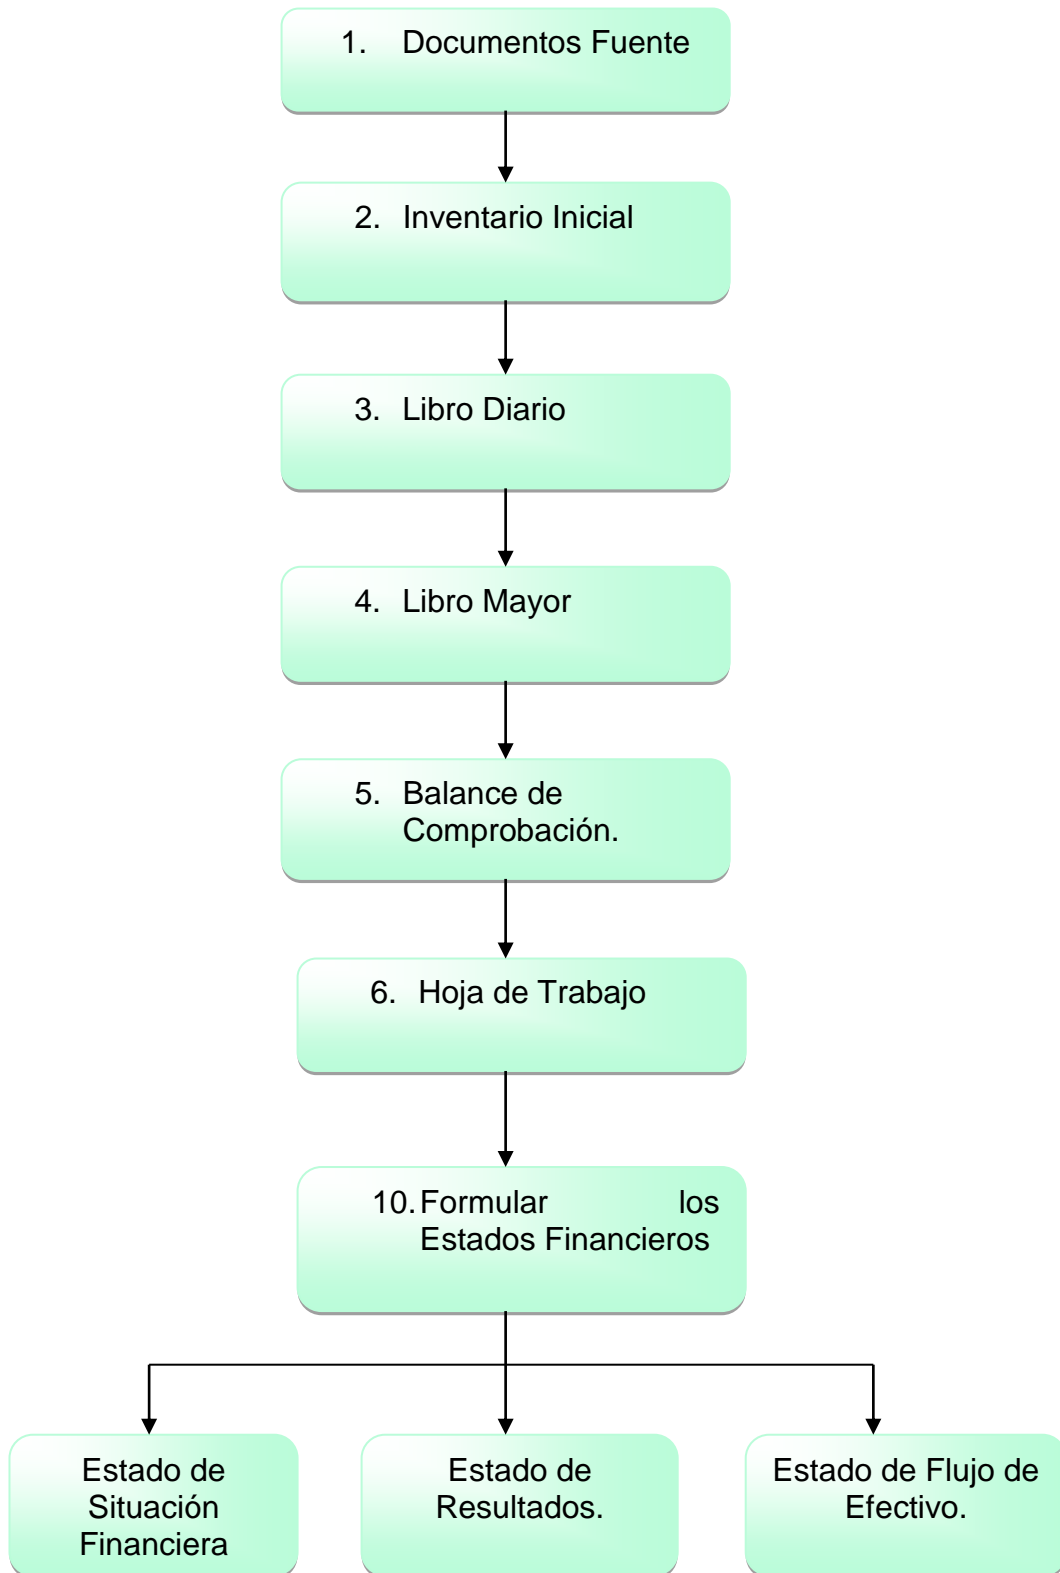 1. Documentos Fuente
2. Inventario Inicial
3. Libro Diario
4. Libro Mayor
5. Balance de
Comprobación.
6. Hoja de Trabajo
10. Formular los
Estados Financieros
Estado de
Situación
Financiera
Estado de
Resultados.
Estado de Flujo de
Efectivo.